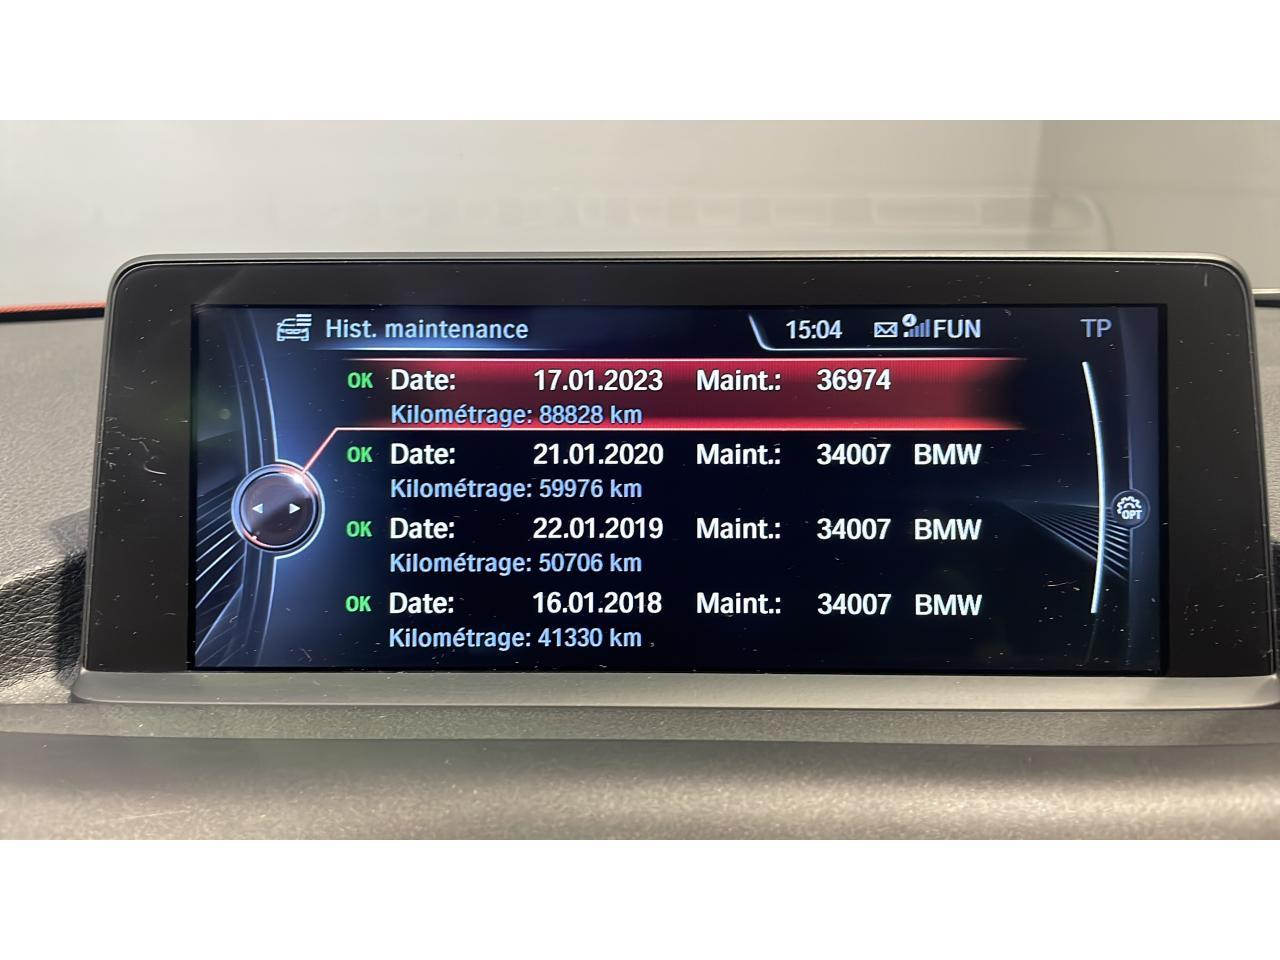 Hist. maintenance 15:04 FUN TP
OK Date: 17.01.2023 Maint.: 36974
Kilométrage: 88828 km
OK Date: 21.01.2020 Maint.: 34007 BMW
Kilométrage: 59976 km
OPT
OK Date: 22.01.2019 Maint.: 34007 BMW
Kilométrage: 50706 km
OK Date: 16.01.2018 Maint.: 34007 BMW
Kilométrage: 41330 km